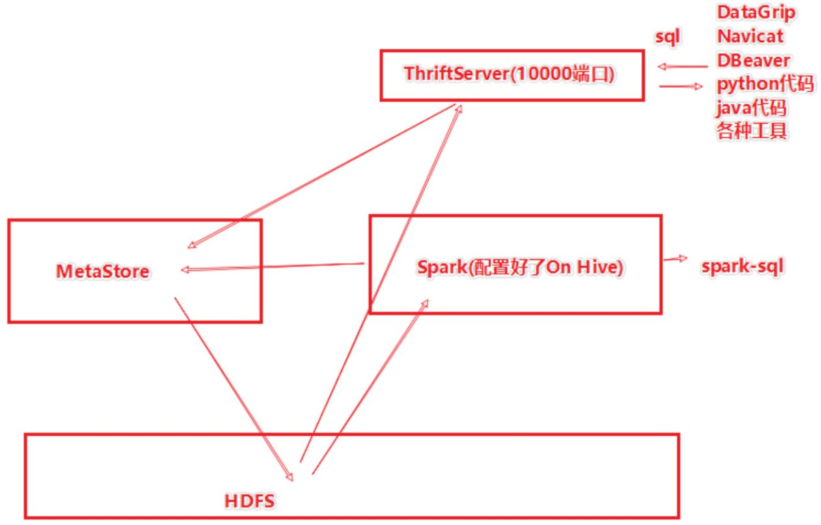 DataGrip
sql
Navicat
DBeaver
ThriftServer(10000端口)
python代码
java代码
各种工具
MetaStore
Spark(配置好了On Hive)
spark-sql
HDFS